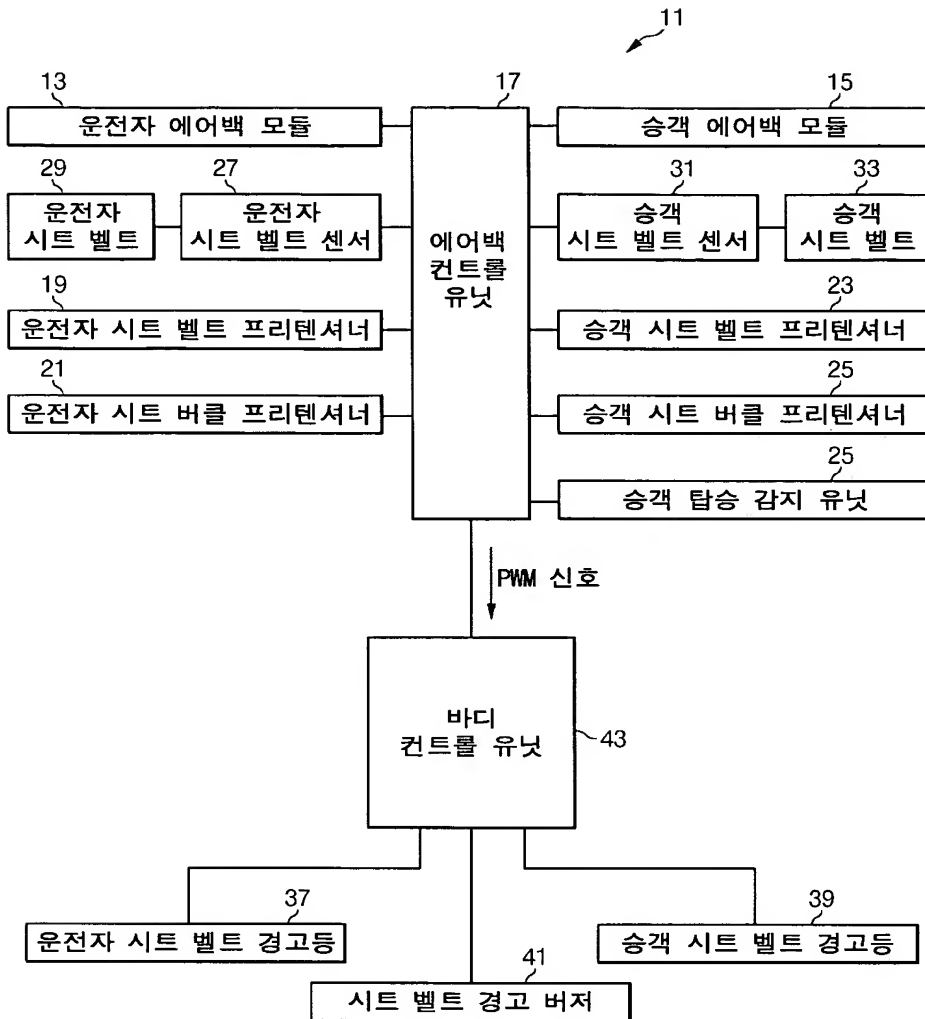 11
13
운전자 에어백 모듈
17
에어백
컨트롤
유닛
15
승객 에어백 모듈
29
운전자
시트 벨트
27
운전자
시트 벨트 센서
31
승객
시트 벨트 센서
33
승객
시트 벨트
19
운전자 시트 벨트 프리텐셔너
23
승객 시트 벨트 프리텐셔너
21
운전자 시트 버클 프리텐셔너
25
승객 시트 버클 프리텐셔너
25
승객 탑승 감지 유닛
PWM 신호
바디
컨트롤 유닛
43
37
운전자 시트 벨트 경고등
39
승객 시트 벨트 경고등
41
시트 벨트 경고 버저